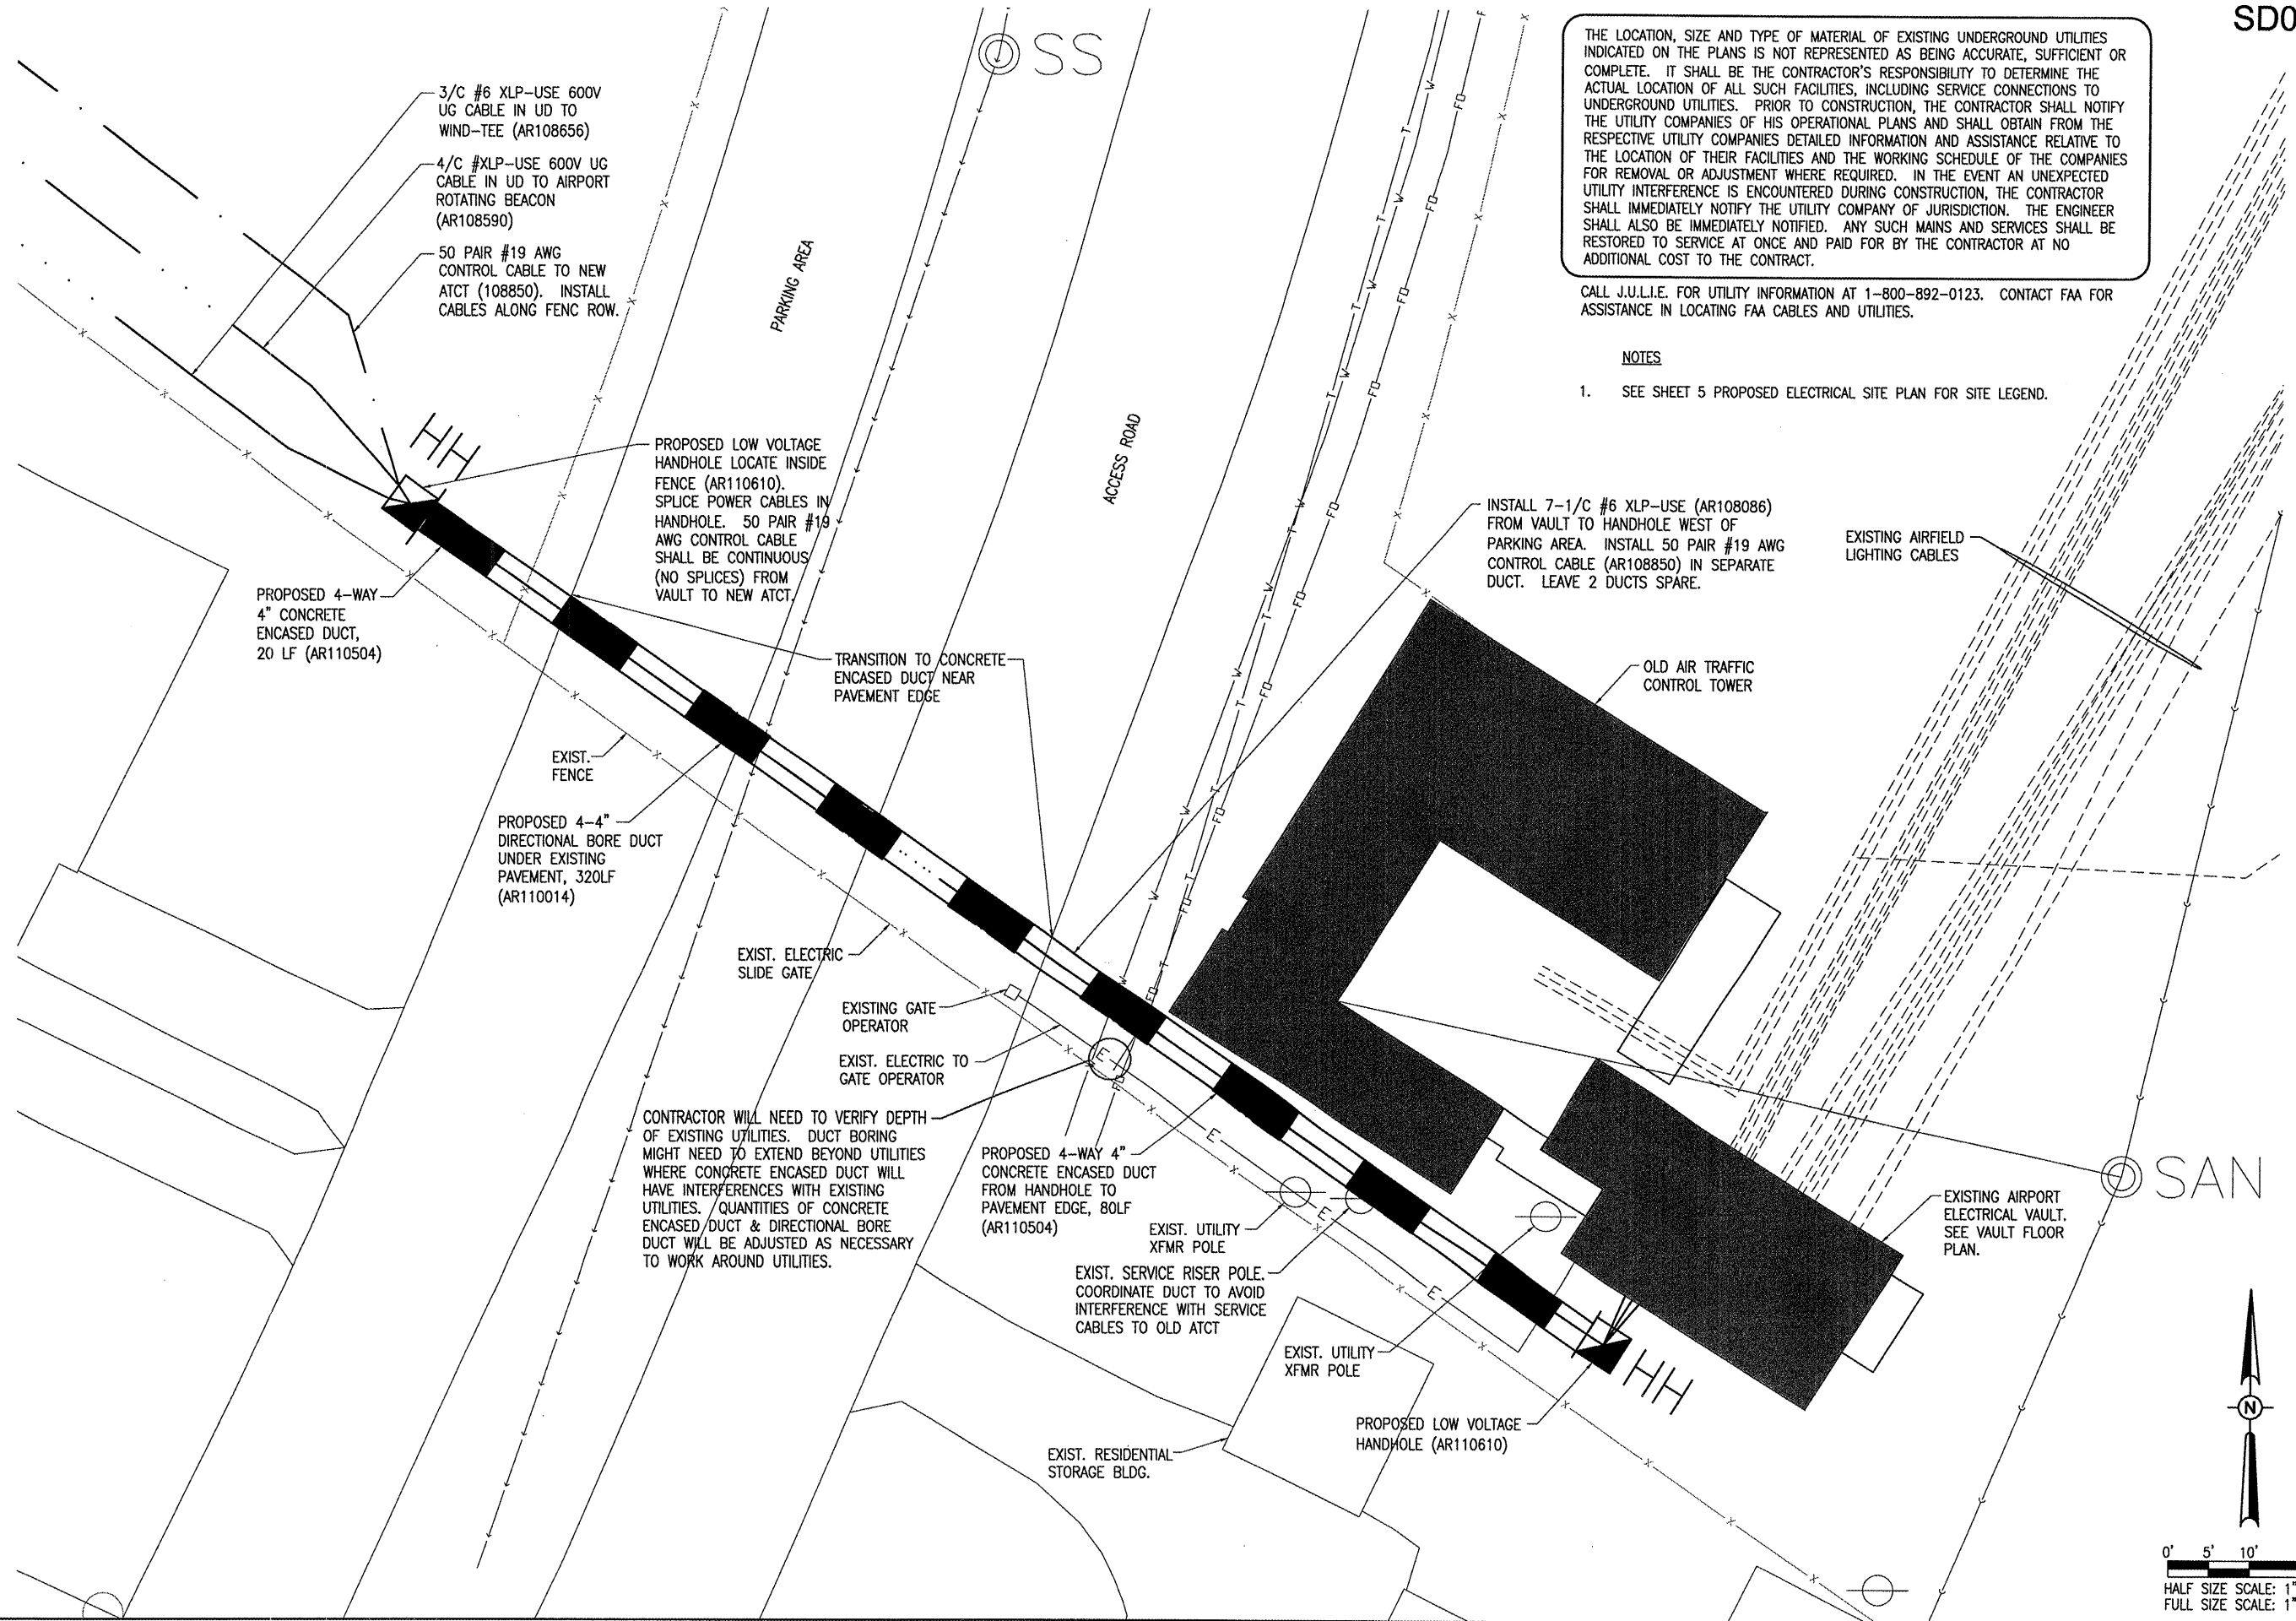 SD0
THE LOCATION, SIZE AND TYPE OF MATERIAL OF EXISTING UNDERGROUND UTILITIES
INDICATED ON THE PLANS IS NOT REPRESENTED AS BEING ACCURATE, SUFFICIENT OR
COMPLETE. IT SHALL BE THE CONTRACTOR'S RESPONSIBILITY TO DETERMINE THE
ACTUAL LOCATION OF ALL SUCH FACILITIES, INCLUDING SERVICE CONNECTIONS TO
UNDERGROUND UTILITIES. PRIOR TO CONSTRUCTION, THE CONTRACTOR SHALL NOTIFY
THE UTILITY COMPANIES OF HIS OPERATIONAL PLANS AND SHALL OBTAIN FROM THE
RESPECTIVE UTILITY COMPANIES DETAILED INFORMATION AND ASSISTANCE RELATIVE TO
THE LOCATION OF THEIR FACILITIES AND THE WORKING SCHEDULE OF THE COMPANIES
FOR REMOVAL OR ADJUSTMENT WHERE REQUIRED. IN THE EVENT AN UNEXPECTED
UTILITY INTERFERENCE IS ENCOUNTERED DURING CONSTRUCTION, THE CONTRACTOR
SHALL IMMEDIATELY NOTIFY THE UTILITY COMPANY OF JURISDICTION. THE ENGINEER
SHALL ALSO BE IMMEDIATELY NOTIFIED. ANY SUCH MAINS AND SERVICES SHALL BE
RESTORED TO SERVICE AT ONCE AND PAID FOR BY THE CONTRACTOR AT NO
ADDITIONAL COST TO THE CONTRACT.
CALL J.U.L.I.E. FOR UTILITY INFORMATION AT 1-800-892-0123. CONTACT FAA FOR
ASSISTANCE IN LOCATING FAA CABLES AND UTILITIES.
NOTES
1. SEE SHEET 5 PROPOSED ELECTRICAL SITE PLAN FOR SITE LEGEND.
SS
3/C #6 XLP-USE 600V
UG CABLE IN UD TO
WIND-TEE (AR108656)
4/C #XLP-USE 600V UG
CABLE IN UD TO AIRPORT
ROTATING BEACON
(AR108590)
50 PAIR #19 AWG
CONTROL CABLE TO NEW
ATCT (108850). INSTALL
CABLES ALONG FENC ROW.
PARKING AREA
ACCESS ROAD
HH
PROPOSED LOW VOLTAGE
HANDHOLE LOCATE INSIDE
FENCE (AR110610).
SPLICE POWER CABLES IN
HANDHOLE. 50 PAIR #19
AWG CONTROL CABLE
SHALL BE CONTINUOUS
(NO SPLICES) FROM
VAULT TO NEW ATCT.
INSTALL 7-1/C #6 XLP-USE (AR108086)
FROM VAULT TO HANDHOLE WEST OF
PARKING AREA. INSTALL 50 PAIR #19 AWG
CONTROL CABLE (AR108850) IN SEPARATE
DUCT. LEAVE 2 DUCTS SPARE.
EXISTING AIRFIELD
LIGHTING CABLES
PROPOSED 4-WAY
4" CONCRETE
ENCASED DUCT,
20 LF (AR110504)
TRANSITION TO CONCRETE
ENCASED DUCT NEAR
PAVEMENT EDGE
OLD AIR TRAFFIC
CONTROL TOWER
EXIST.
FENCE
PROPOSED 4-4"
DIRECTIONAL BORE DUCT
UNDER EXISTING
PAVEMENT, 320LF
(AR110014)
EXIST. ELECTRIC
SLIDE GATE
EXISTING GATE
OPERATOR
EXIST. ELECTRIC TO
GATE OPERATOR
CONTRACTOR WILL NEED TO VERIFY DEPTH
OF EXISTING UTILITIES. DUCT BORING
MIGHT NEED TO EXTEND BEYOND UTILITIES
WHERE CONCRETE ENCASED DUCT WILL
HAVE INTERFERENCES WITH EXISTING
UTILITIES. QUANTITIES OF CONCRETE
ENCASED DUCT & DIRECTIONAL BORE
DUCT WILL BE ADJUSTED AS NECESSARY
TO WORK AROUND UTILITIES.
PROPOSED 4-WAY 4"
CONCRETE ENCASED DUCT
FROM HANDHOLE TO
PAVEMENT EDGE, 80LF
(AR110504)
EXIST. UTILITY
XFMR POLE
EXIST. SERVICE RISER POLE.
COORDINATE DUCT TO AVOID
INTERFERENCE WITH SERVICE
CABLES TO OLD ATCT
EXIST. UTILITY
XFMR POLE
SAN
EXISTING AIRPORT
ELECTRICAL VAULT.
SEE VAULT FLOOR
PLAN.
HH
PROPOSED LOW VOLTAGE
HANDHOLE (AR110610)
EXIST. RESIDENTIAL
STORAGE BLDG.
N
0' 5' 10'
HALF SIZE SCALE: 1"
FULL SIZE SCALE: 1"